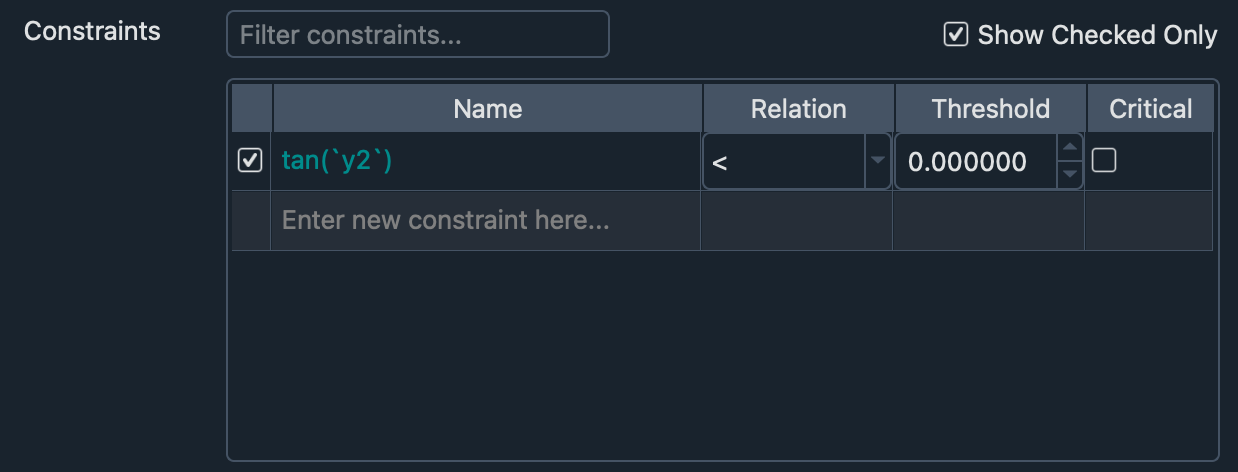 Constraints
Filter constraints...
Show Checked Only
Name Relation Threshold Critical
tan(`y2`) < 0.000000
Enter new constraint here...